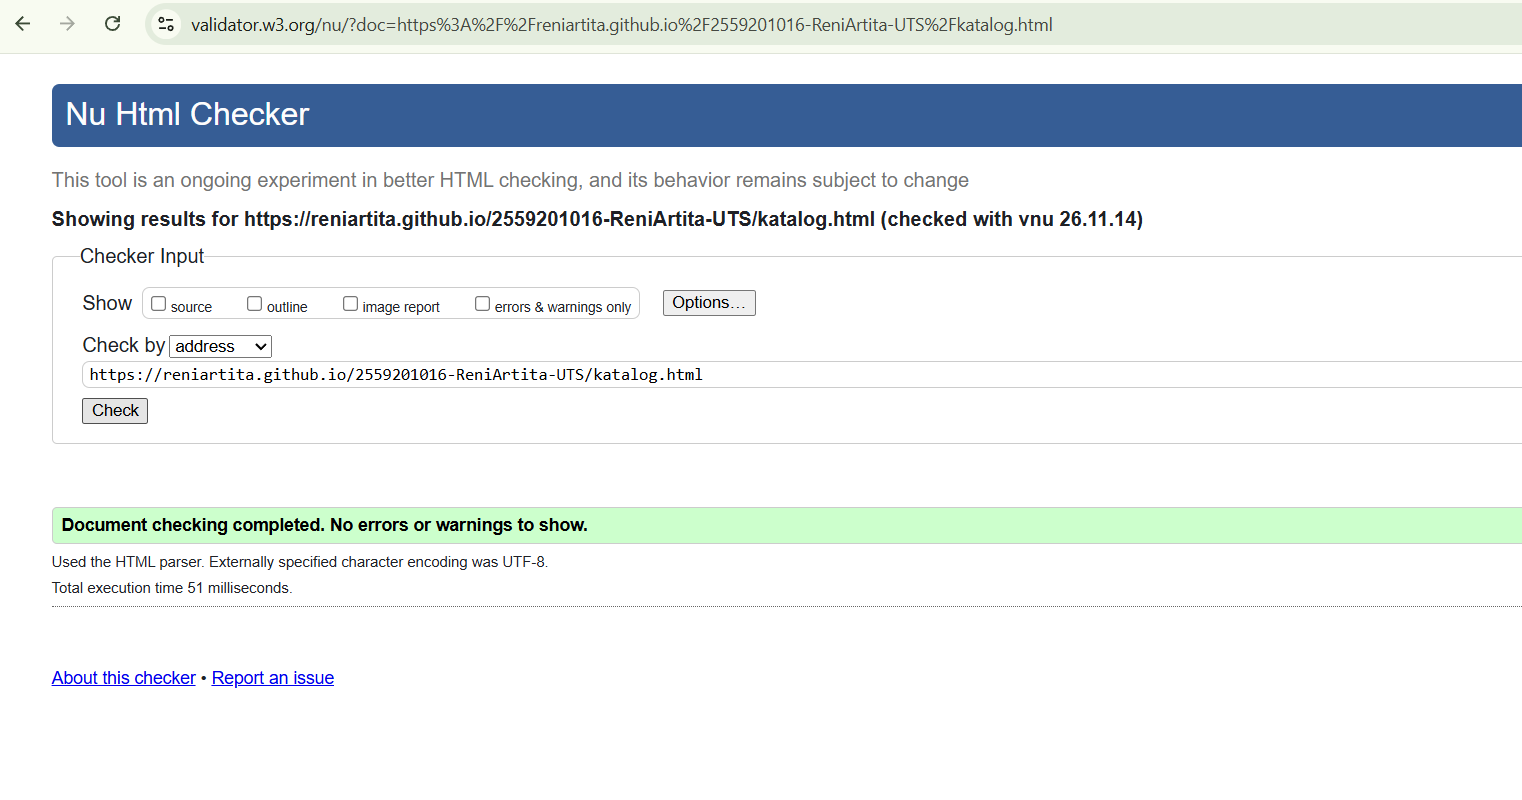 validator.w3.org/nu/?doc=https%3A%2F%2Freniartita.github.io%2F2559201016-ReniArtita-UTS%2Fkatalog.html
Nu Html Checker
This tool is an ongoing experiment in better HTML checking, and its behavior remains subject to change
Showing results for https://reniartita.github.io/2559201016-ReniArtita-UTS/katalog.html (checked with vnu 26.11.14)
Checker Input
Show source outline image report errors & warnings only Options…
Check by address
https://reniartita.github.io/2559201016-ReniArtita-UTS/katalog.html
Check
Document checking completed. No errors or warnings to show.
Used the HTML parser. Externally specified character encoding was UTF-8.
Total execution time 51 milliseconds.
About this checker • Report an issue